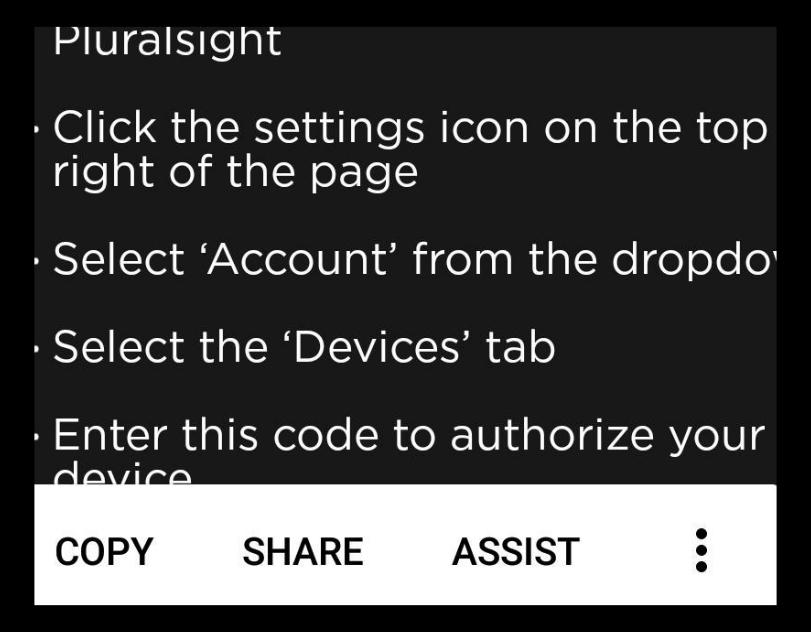 Pluralsight
· Click the settings icon on the top
right of the page
· Select ‘Account’ from the dropdo
· Select the ‘Devices’ tab
· Enter this code to authorize your
device
COPY SHARE ASSIST